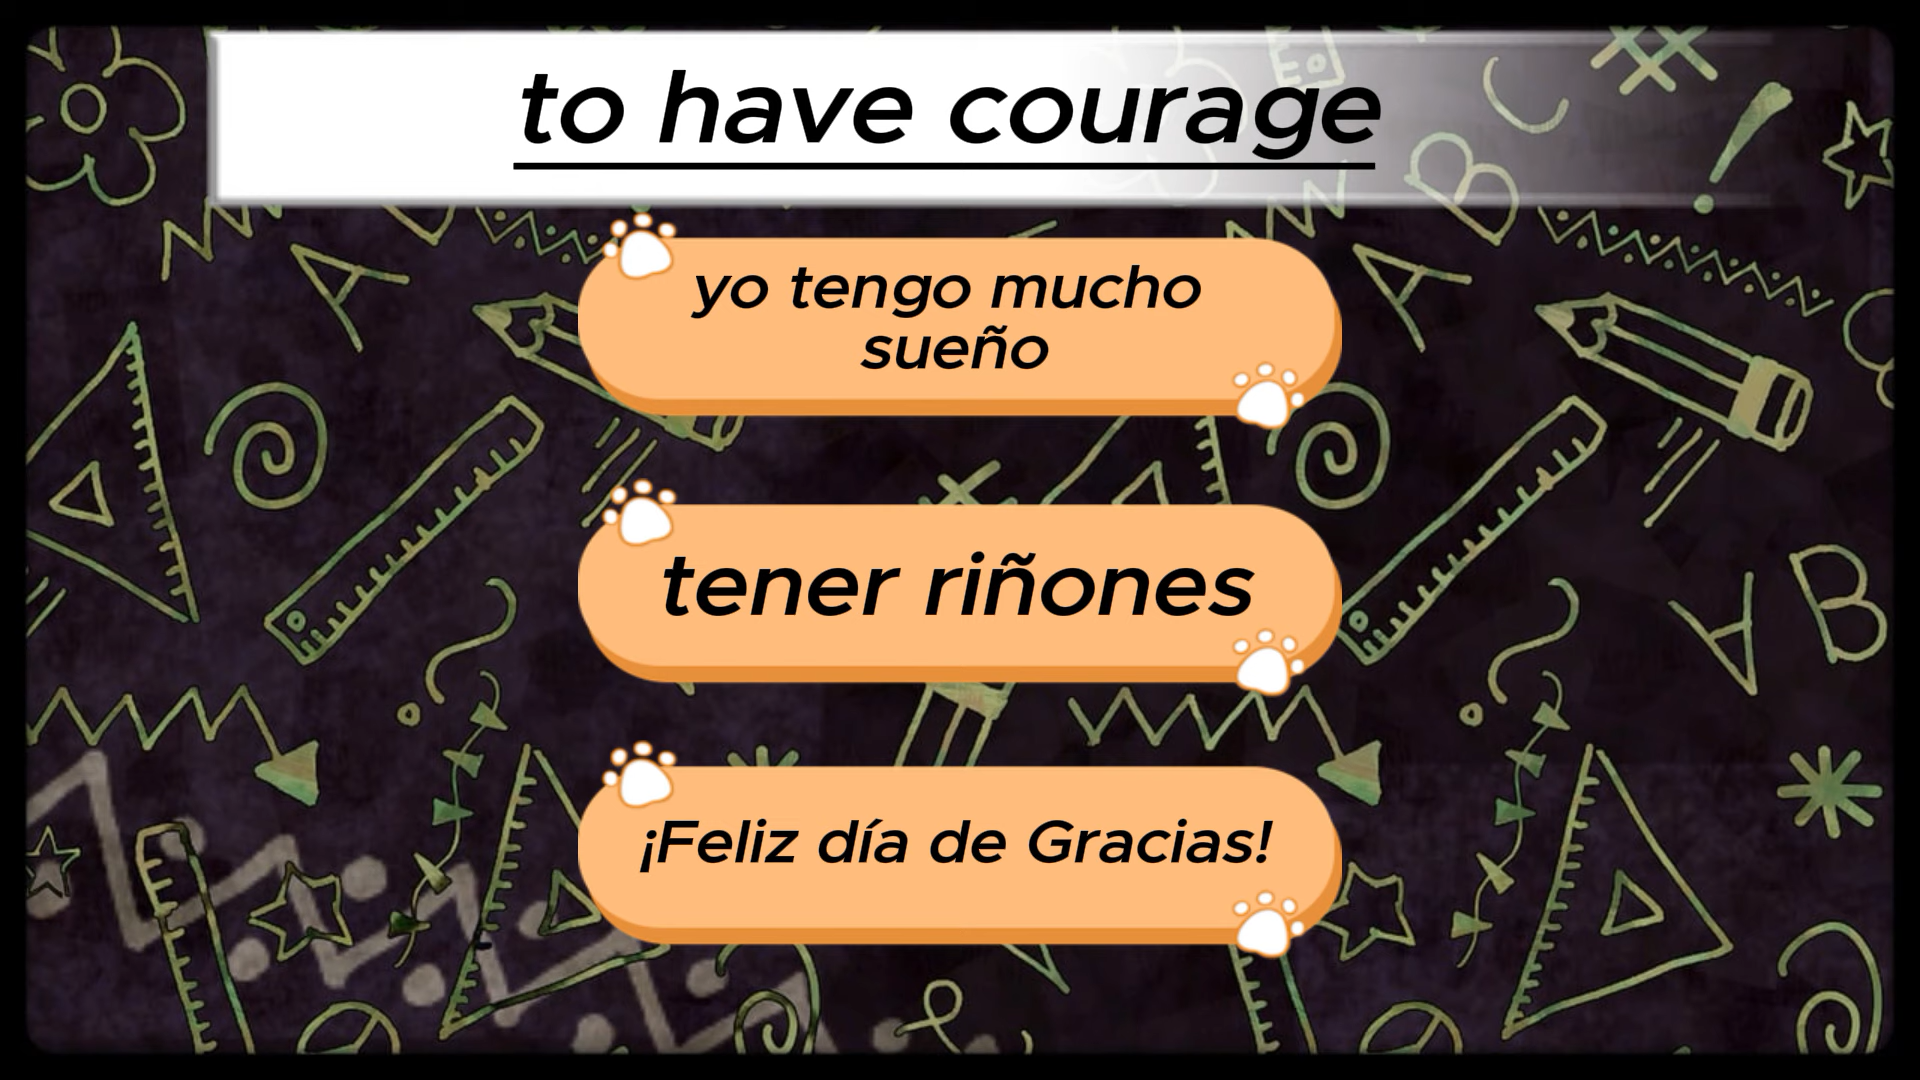 to have courage
yo tengo mucho
sueño
tener riñones
¡Feliz día de Gracias!